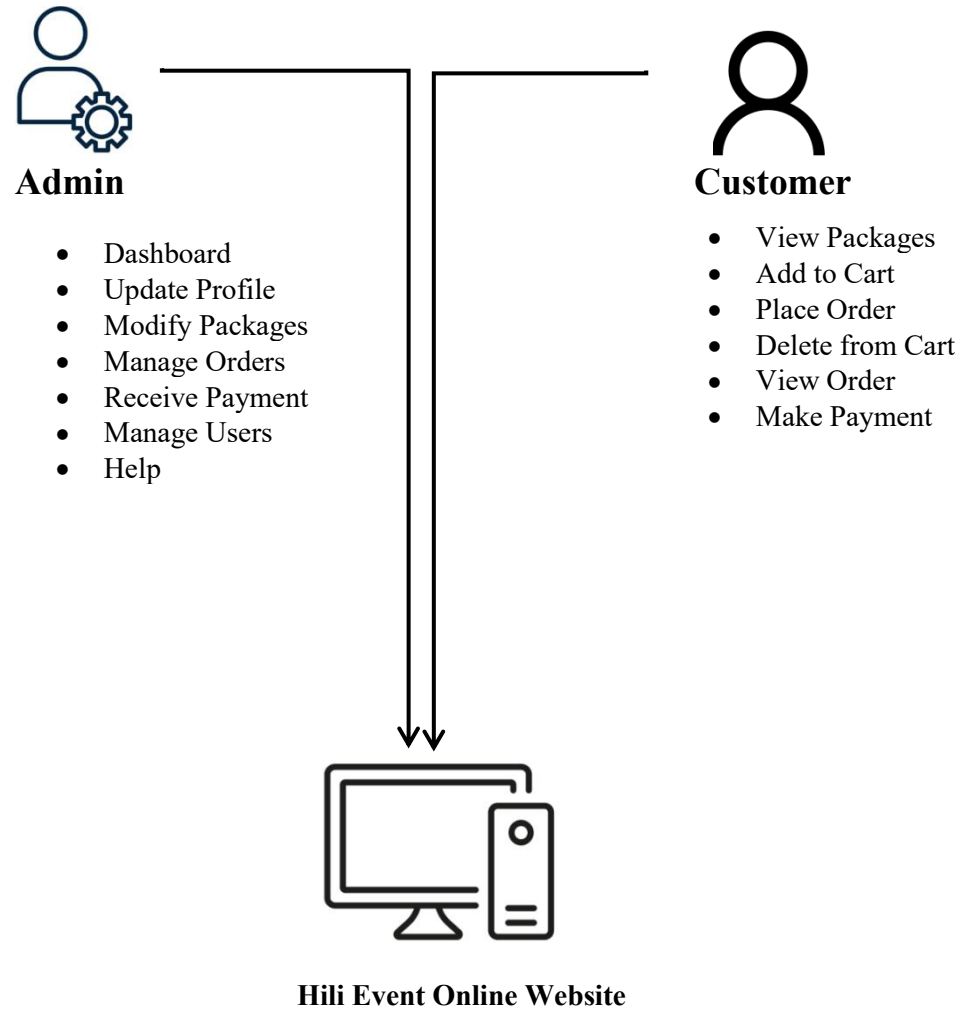 Admin
• Dashboard
• Update Profile
• Modify Packages
• Manage Orders
• Receive Payment
• Manage Users
• Help
Customer
• View Packages
• Add to Cart
• Place Order
• Delete from Cart
• View Order
• Make Payment
Hili Event Online Website